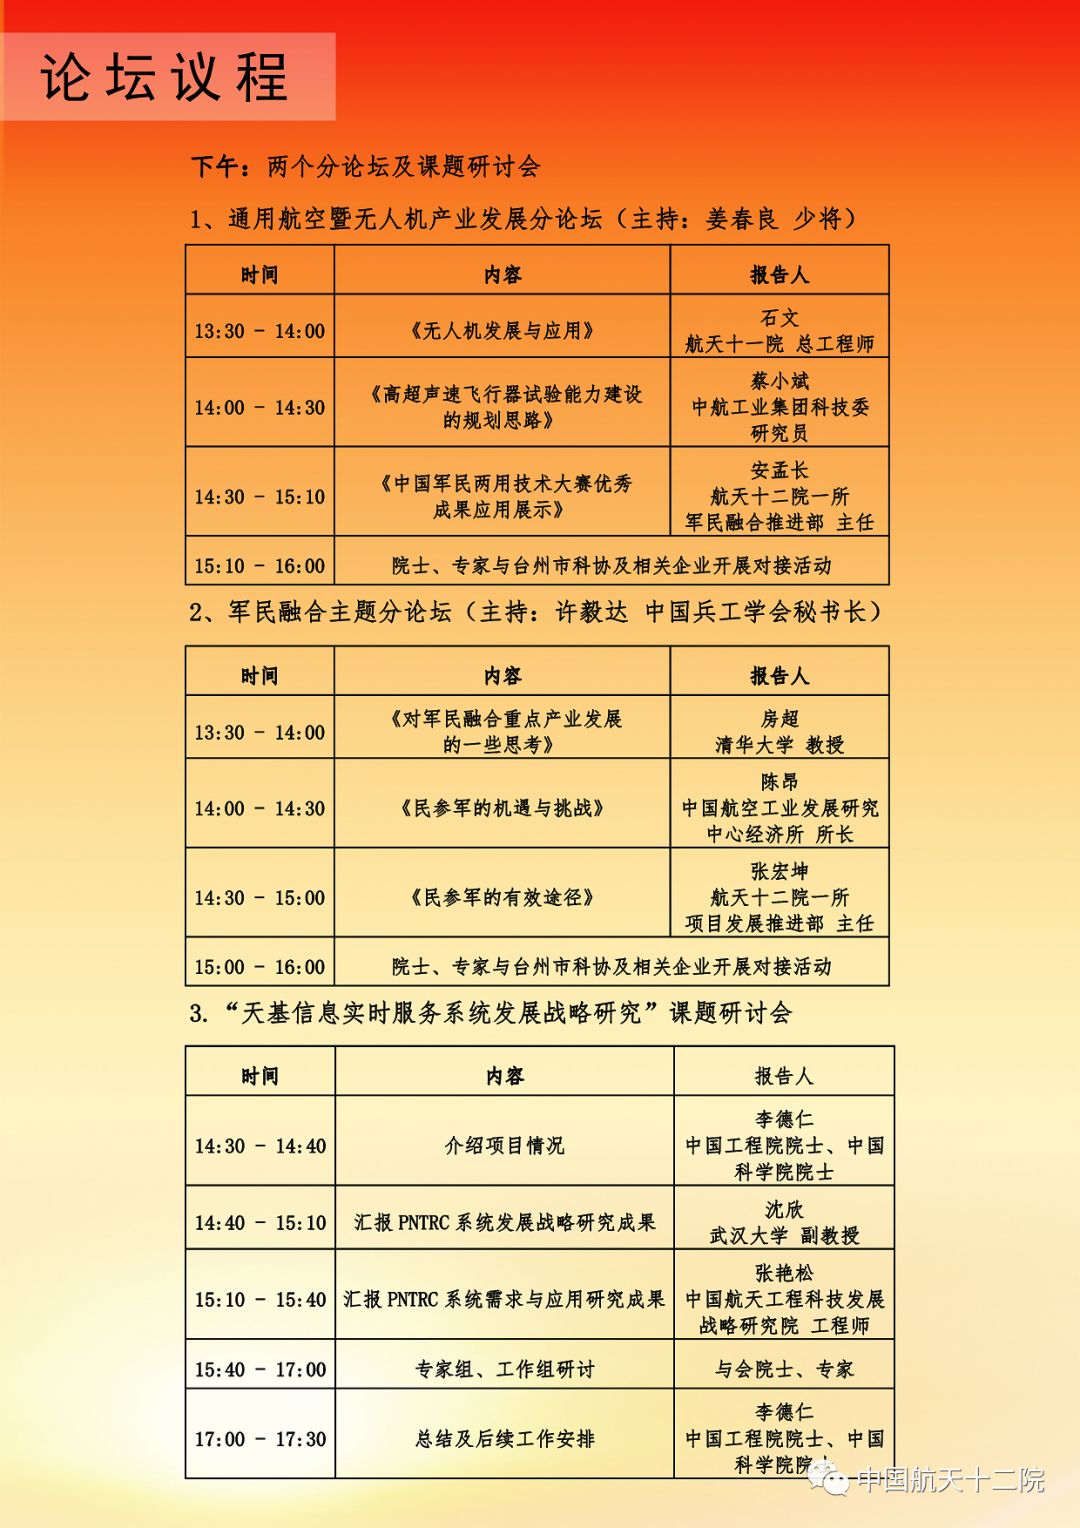 论坛议程
下午：两个分论坛及课题研讨会
1、通用航空暨无人机产业发展分论坛（主持：姜春良 少将）
时间 内容 报告人
13:30 - 14:00 《无人机发展与应用》 石文
航天十一院 总工程师
14:00 - 14:30 《高超声速飞行器试验能力建设
的规划思路》 蔡小斌
中航工业集团科技委
研究员
14:30 - 15:10 《中国军民两用技术大赛优秀
成果应用展示》 安孟长
航天十二院一所
军民融合推进部 主任
15:10 - 16:00 院士、专家与台州市科协及相关企业开展对接活动
2、军民融合主题分论坛（主持：许毅达 中国兵工学会秘书长）
时间 内容 报告人
13:30 - 14:00 《对军民融合重点产业发展
的一些思考》 房超
清华大学 教授
14:00 - 14:30 《民参军的机遇与挑战》 陈昂
中国航空工业发展研究
中心经济所 所长
14:30 - 15:00 《民参军的有效途径》 张宏坤
航天十二院一所
项目发展推进部 主任
15:00 - 16:00 院士、专家与台州市科协及相关企业开展对接活动
3. “天基信息实时服务系统发展战略研究”课题研讨会
时间 内容 报告人
14:30 - 14:40 介绍项目情况 李德仁
中国工程院院士、中国
科学院院士
14:40 - 15:10 汇报 PNTRC 系统发展战略研究成果 沈欣
武汉大学 副教授
15:10 - 15:40 汇报 PNTRC 系统需求与应用研究成果 张艳松
中国航天工程科技发展
战略研究院 工程师
15:40 - 17:00 专家组、工作组研讨 与会院士、专家
17:00 - 17:30 总结及后续工作安排 李德仁
中国工程院院士、中国
科学院院士
中国航天十二院